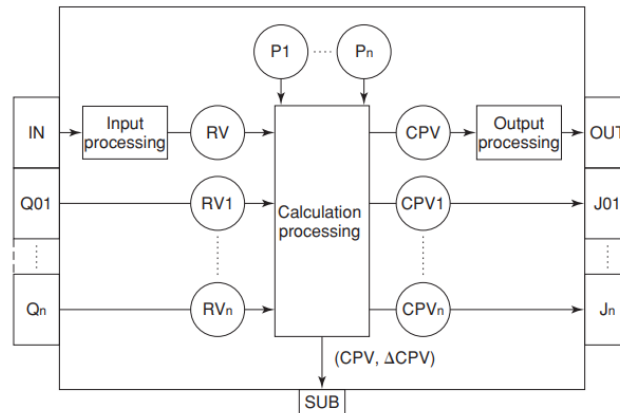 P1
Pn
IN
Input
processing
RV
CPV
Output
processing
OUT
Q01
RV1
Calculation
processing
CPV1
J01
Qn
RVn
CPVn
Jn
(CPV, ΔCPV)
SUB